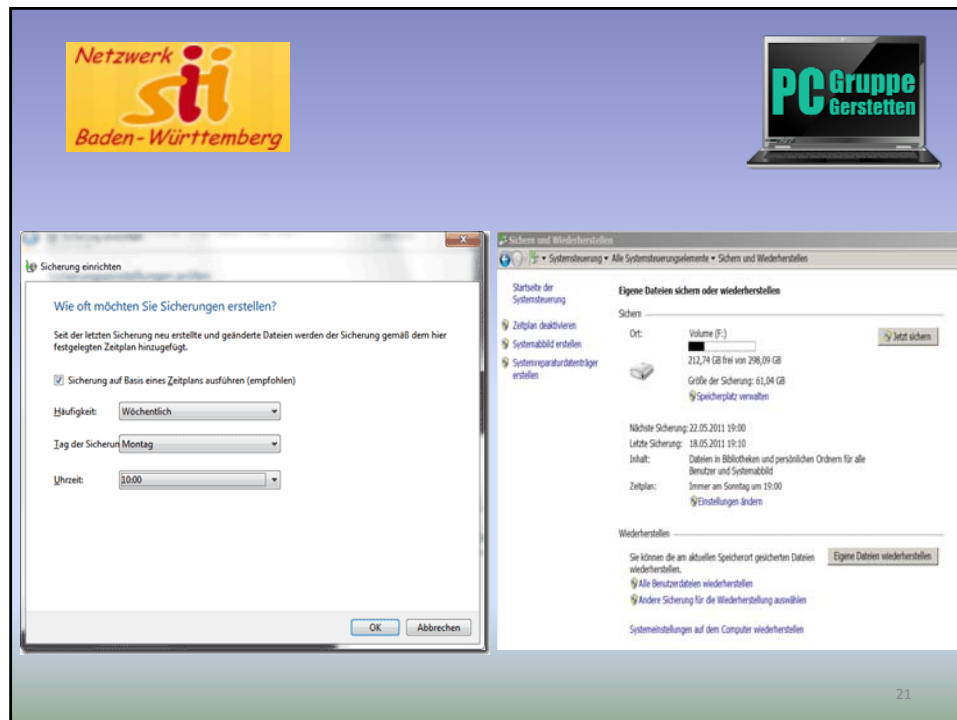 Netzwerk
sii
Baden-Württemberg
PC Gruppe
Gerstetten
Sicherung einrichten
Wie oft möchten Sie Sicherungen erstellen?
Seit der letzten Sicherung neu erstellte und geänderte Dateien werden der Sicherung gemäß dem hier
festgelegten Zeitplan hinzugefügt.
Sicherung auf Basis eines Zeitplans ausführen (empfohlen)
Häufigkeit: Wöchentlich
Tag der Sicherun Montag
Uhrzeit: 10:00
OK Abbrechen
Sichern und Wiederherstellen
Systemsteuerung • Alle Systemsteuerungselemente • Sichern und Wiederherstellen
Startseite der
Systemsteuerung
Zeitplan deaktivieren
Systemabbild erstellen
Systemreparaturdatenträger
erstellen
Eigene Dateien sichern oder wiederherstellen
Sichern
Ort: Volume (F:)
Jetzt sichern
212,74 GB frei von 298,09 GB
Größe der Sicherung: 61,04 GB
Speicherplatz verwalten
Nächste Sicherung: 22.05.2011 19:00
Letzte Sicherung: 18.05.2011 19:10
Inhalt: Dateien in Bibliotheken und persönlichen Ordnern für alle
Benutzer und Systemabbild
Zeitplan: Immer am Sonntag um 19:00
Einstellungen ändern
Wiederherstellen
Sie können die am aktuellen Speicherort gesicherten Dateien
wiederherstellen.
Eigene Dateien wiederherstellen
Alle Benutzerdateien wiederherstellen
Andere Sicherung für die Wiederherstellung auswählen
Systemeinstellungen auf dem Computer wiederherstellen
21